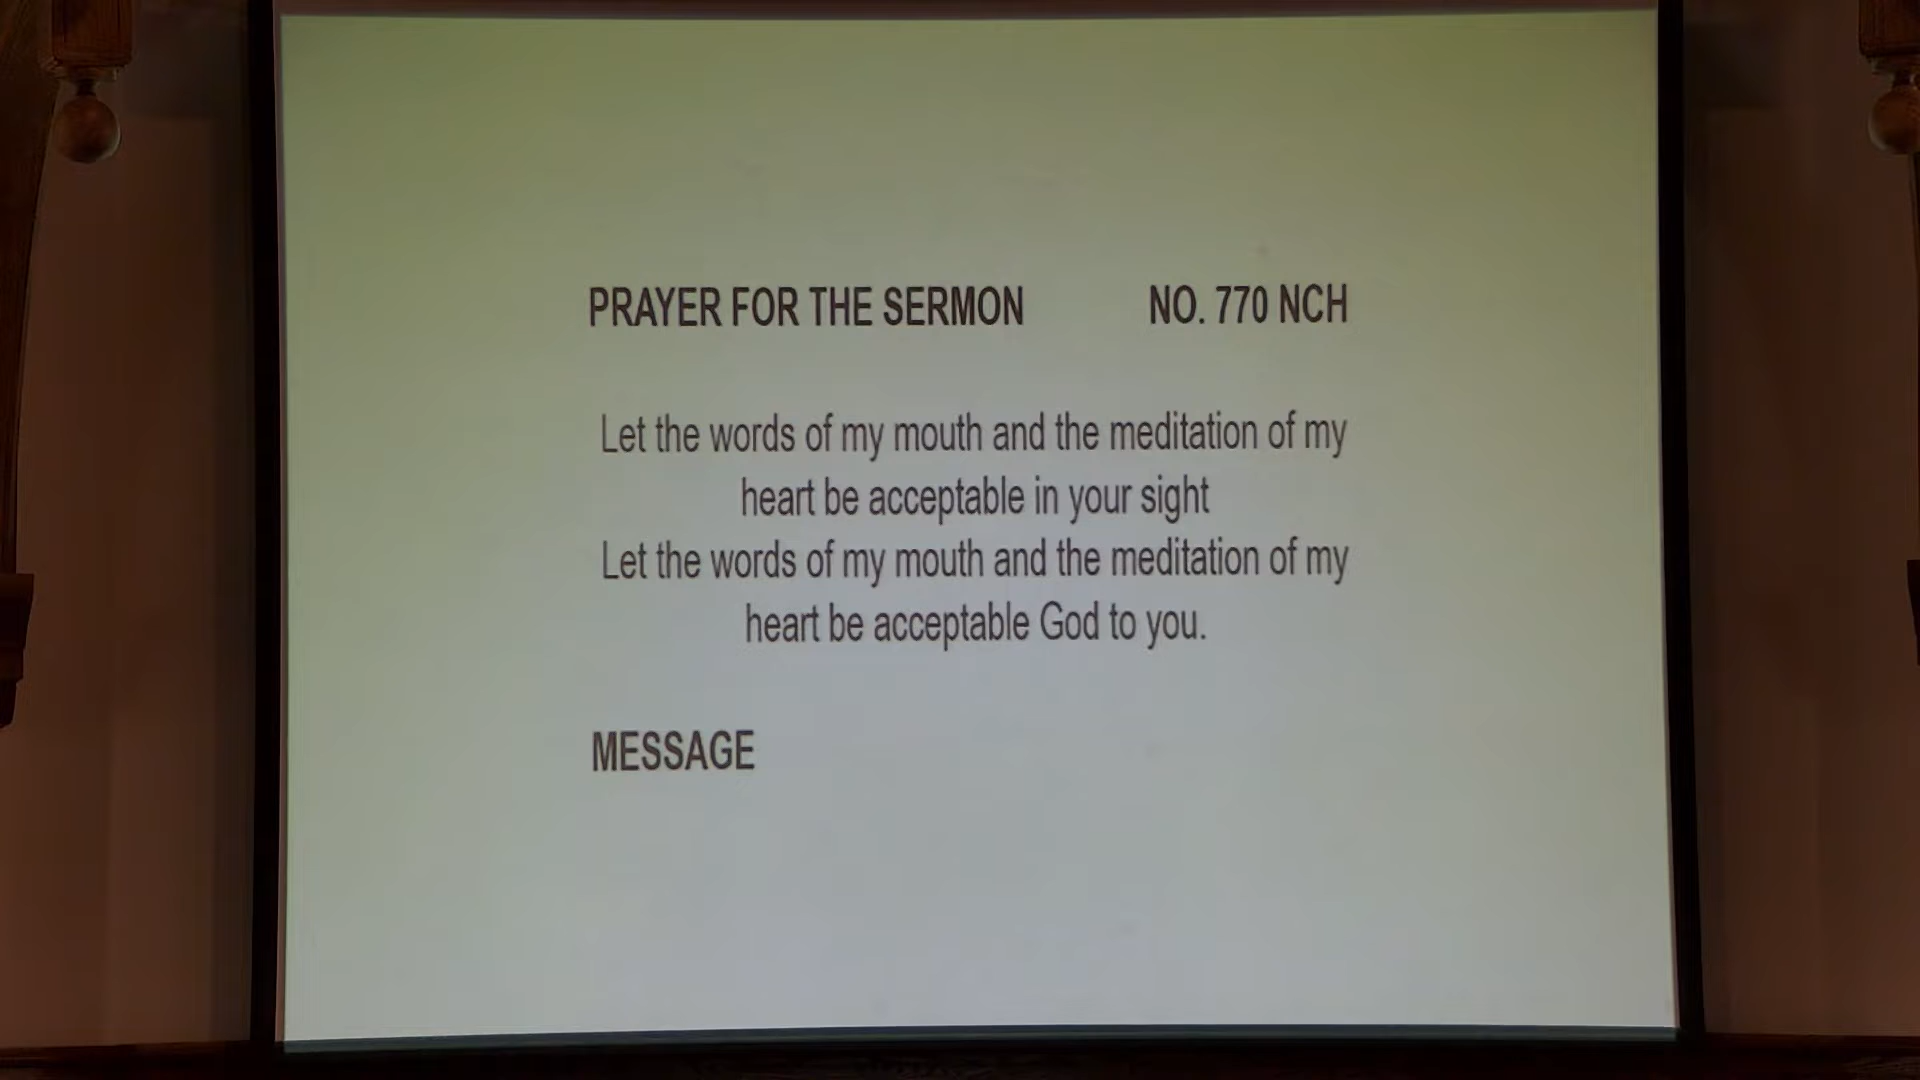 PRAYER FOR THE SERMON NO. 770 NCH
Let the words of my mouth and the meditation of my
heart be acceptable in your sight
Let the words of my mouth and the meditation of my
heart be acceptable God to you.
MESSAGE